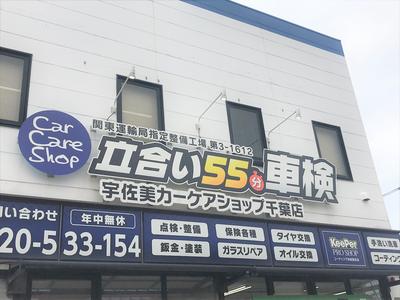 Car
Care
Shop
関東運輸局指定整備工場 第3-1612
立合い55分車検
宇佐美カーケアショップ千葉店
い合わせ
年中無休
20-533-154
点検・整備
保険各種
タイヤ交換
鈑金・塗装
ガラスリペア
オイル交換
KeePer
PRO SHOP
手洗い洗車
コーティング